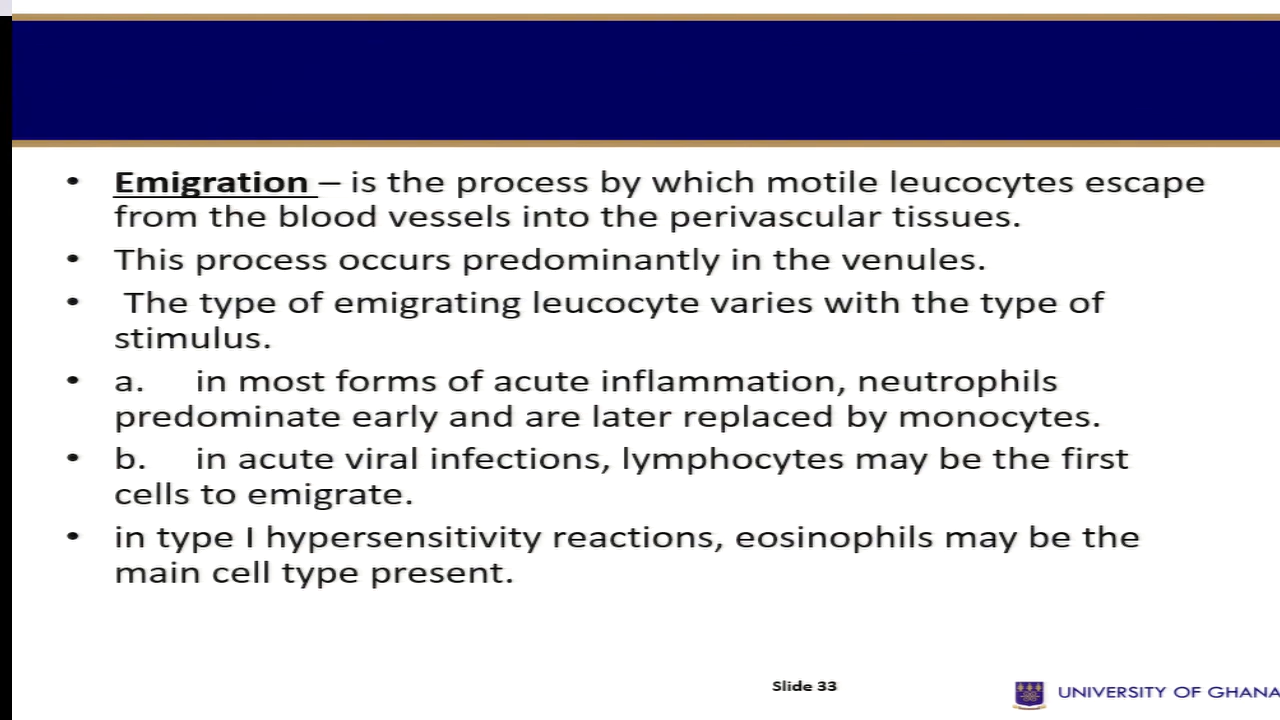 • Emigration – is the process by which motile leucocytes escape
from the blood vessels into the perivascular tissues.
• This process occurs predominantly in the venules.
• The type of emigrating leucocyte varies with the type of
stimulus.
• a. in most forms of acute inflammation, neutrophils
predominate early and are later replaced by monocytes.
• b. in acute viral infections, lymphocytes may be the first
cells to emigrate.
• in type I hypersensitivity reactions, eosinophils may be the
main cell type present.
Slide 33
UNIVERSITY OF GHANA